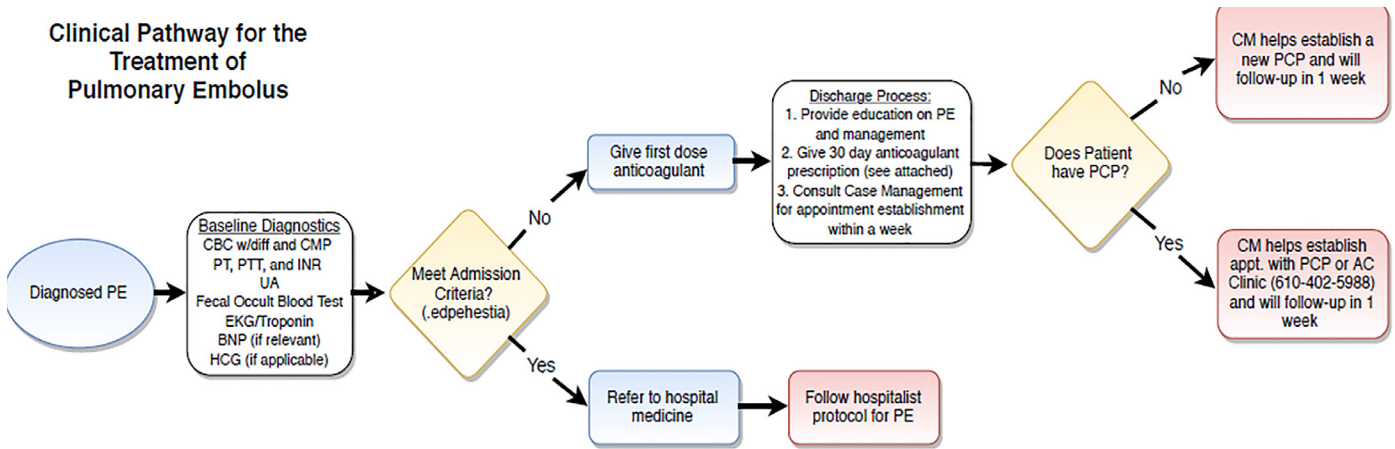 Clinical Pathway for the
Treatment of
Pulmonary Embolus
Diagnosed PE
Baseline Diagnostics
CBC w/diff and CMP
PT, PTT, and INR
UA
Fecal Occult Blood Test
EKG/Troponin
BNP (if relevant)
HCG (if applicable)
Meet Admission
Criteria?
(.edpehestia)
No
Give first dose
anticoagulant
Discharge Process:
1. Provide education on PE
and management
2. Give 30 day anticoagulant
prescription (see attached)
3. Consult Case Management
for appointment establishment
within a week
Does Patient
have PCP?
No
CM helps establish a
new PCP and will
follow-up in 1 week
Yes
CM helps establish
appt. with PCP or AC
Clinic (610-402-5988)
and will follow-up in 1
week
Yes
Refer to hospital
medicine
Follow hospitalist
protocol for PE